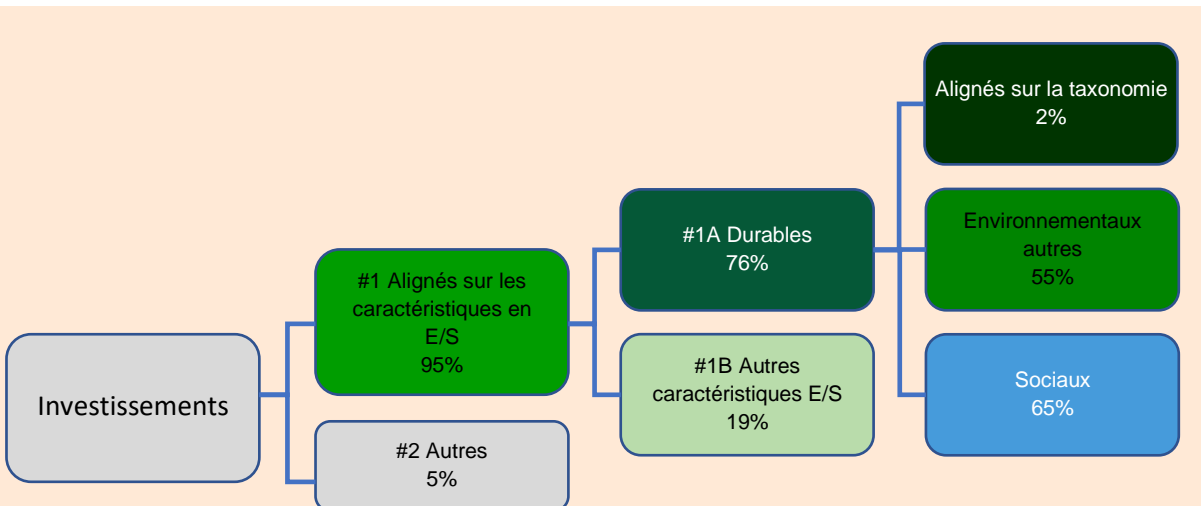 Investissements
#1 Alignés sur les
caractéristiques en
E/S
95%
#2 Autres
5%
#1A Durables
76%
#1B Autres
caractéristiques E/S
19%
Alignés sur la taxonomie
2%
Environnementaux
autres
55%
Sociaux
65%